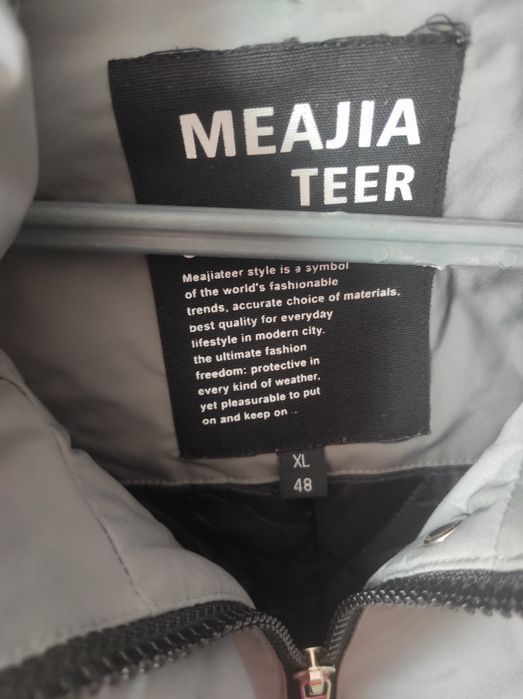 MEAJIA
TEER
Meajiateer style is a symbol
of the world's fashionable
trends, accurate choice of materials.
best quality for everyday
lifestyle in modern city.
the ultimate fashion
freedom: protective in
every kind of weather,
yet pleasurable to put
on and keep on ..
XL
48